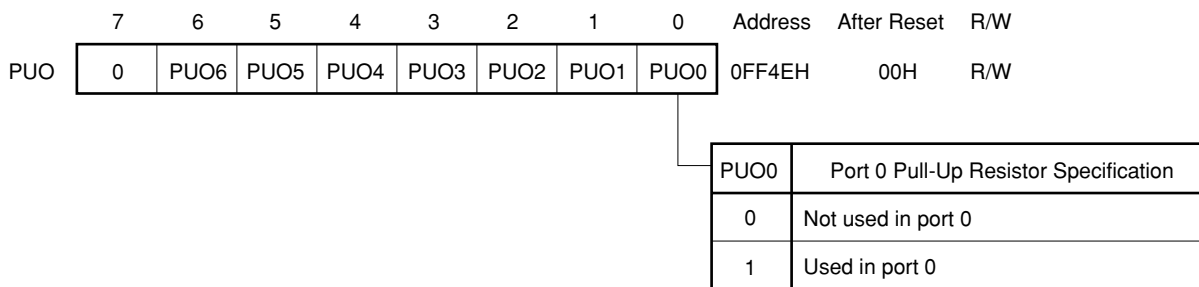 7 6 5 4 3 2 1 0 Address After Reset R/W
PUO 0 PUO6 PUO5 PUO4 PUO3 PUO2 PUO1 PUO0 0FF4EH 00H R/W
PUO0 Port 0 Pull-Up Resistor Specification
0 Not used in port 0
1 Used in port 0